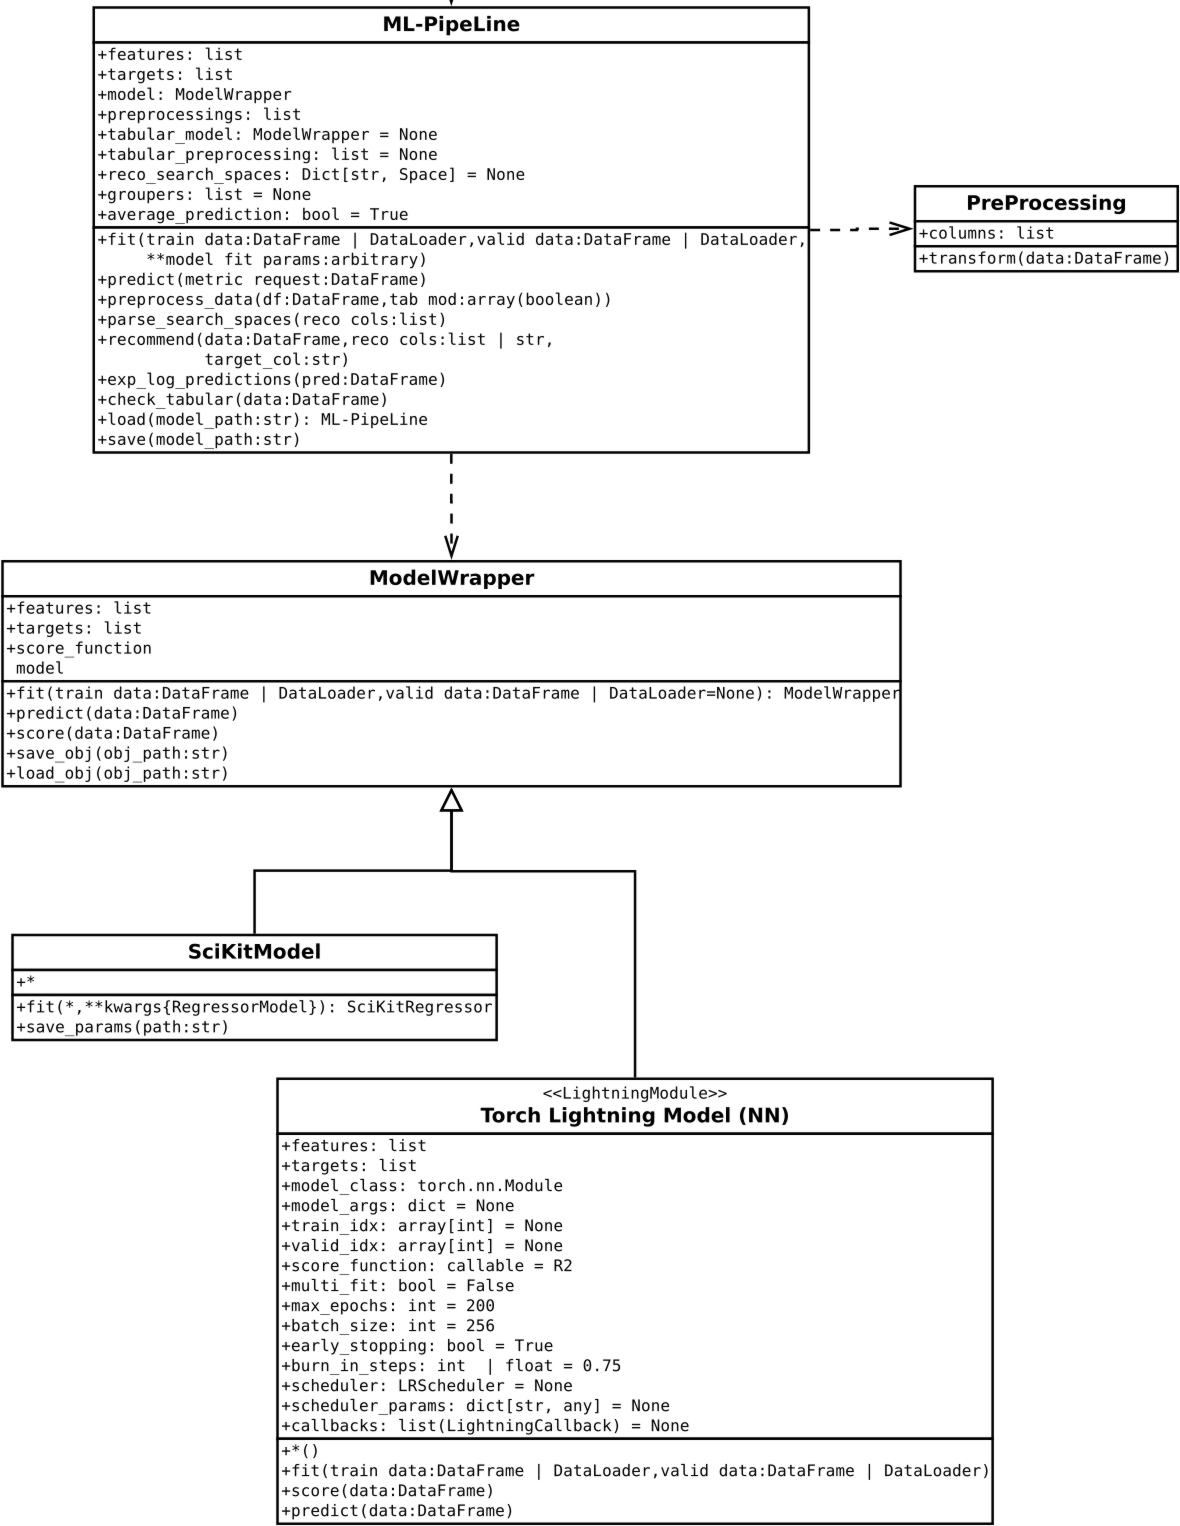 ML-PipeLine
+features: list
+targets: list
+model: ModelWrapper
+preprocessings: list
+tabular_model: ModelWrapper = None
+tabular_preprocessing: list = None
+reco_search_spaces: Dict[str, Space] = None
+groupers: list = None
+average_prediction: bool = True
+fit(train data:DataFrame | DataLoader,valid data:DataFrame | DataLoader,
**model fit params:arbitrary)
+predict(metric request:DataFrame)
+preprocess_data(df:DataFrame,tab mod:array(boolean))
+parse_search_spaces(reco cols:list)
+recommend(data:DataFrame,reco cols:list | str,
target_col:str)
+exp_log_predictions(pred:DataFrame)
+check_tabular(data:DataFrame)
+load(model_path:str): ML-PipeLine
+save(model_path:str)
PreProcessing
+columns: list
+transform(data:DataFrame)
ModelWrapper
+features: list
+targets: list
+score_function
model
+fit(train data:DataFrame | DataLoader,valid data:DataFrame | DataLoader=None): ModelWrapper
+predict(data:DataFrame)
+score(data:DataFrame)
+save_obj(obj_path:str)
+load_obj(obj_path:str)
SciKitModel
+*
+fit(*,**kwargs{RegressorModel}): SciKitRegressor
+save_params(path:str)
<<LightningModule>>
Torch Lightning Model (NN)
+features: list
+targets: list
+model_class: torch.nn.Module
+model_args: dict = None
+train_idx: array[int] = None
+valid_idx: array[int] = None
+score_function: callable = R2
+multi_fit: bool = False
+max_epochs: int = 200
+batch_size: int = 256
+early_stopping: bool = True
+burn_in_steps: int  | float = 0.75
+scheduler: LRScheduler = None
+scheduler_params: dict[str, any] = None
+callbacks: list(LightningCallback) = None
+*()
+fit(train data:DataFrame | DataLoader,valid data:DataFrame | DataLoader)
+score(data:DataFrame)
+predict(data:DataFrame)